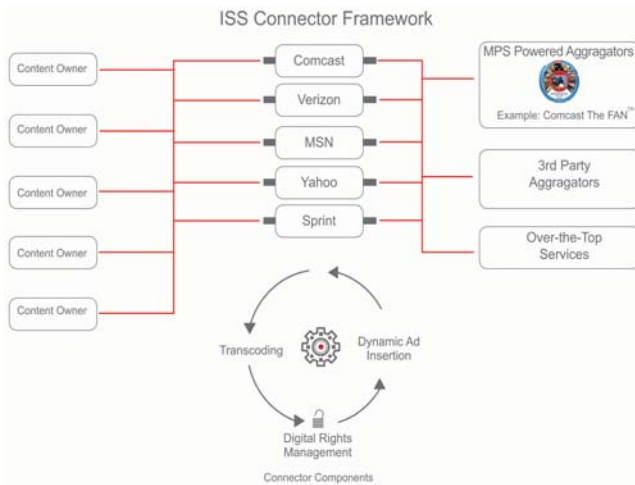 ISS Connector Framework
Content Owner
Content Owner
Content Owner
Content Owner
Content Owner
Comcast
Verizon
MSN
Yahoo
Sprint
MPS Powered Aggragators
Example: Comcast The FAN™
3rd Party
Aggragators
Over-the-Top
Services
Transcoding
Dynamic Ad
Insertion
Digital Rights
Management
Connector Components